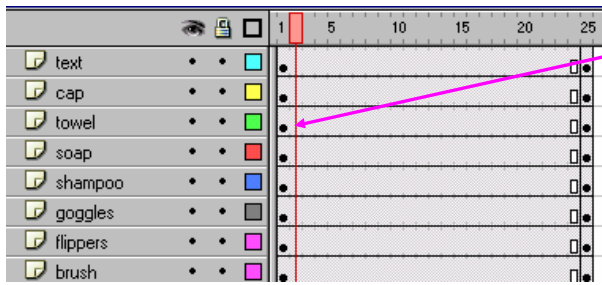 1 5 10 15 20 25
text
cap
towel
soap
shampoo
goggles
flippers
brush